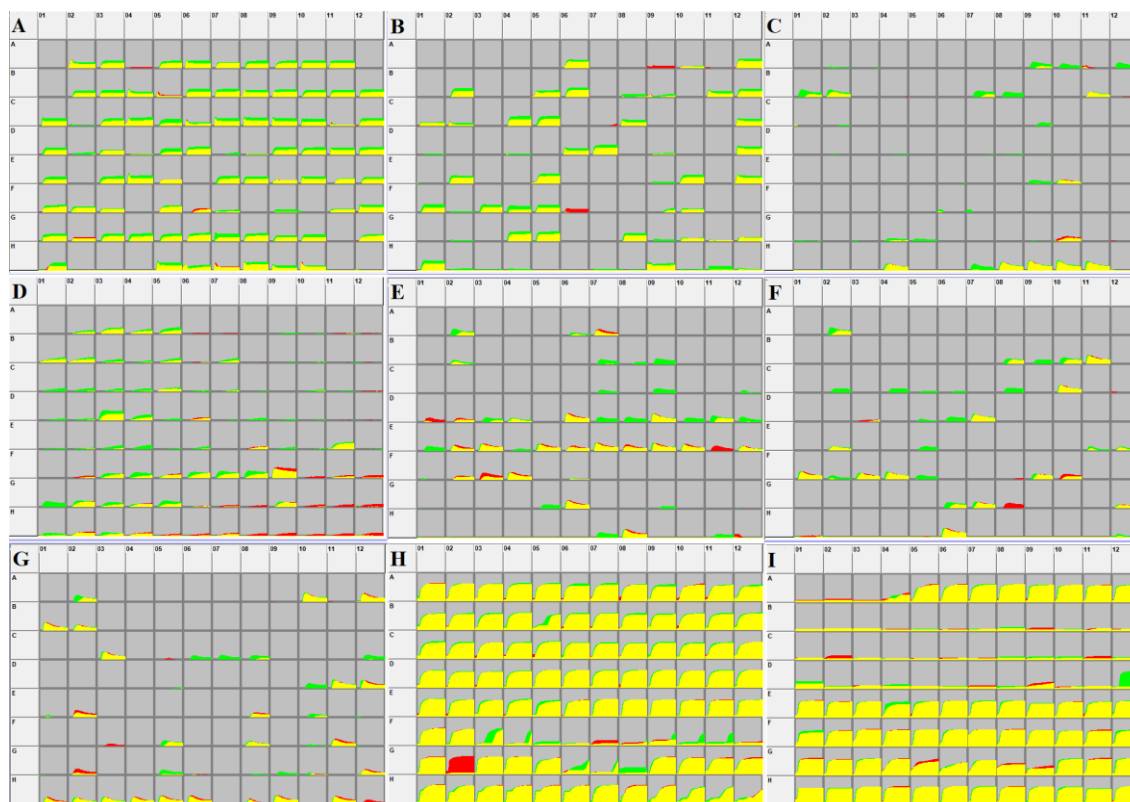 A 01 02 03 04 05 06 07 08 09 10 11 12
A
B
C
D
E
F
G
H
B 01 02 03 04 05 06 07 08 09 10 11 12
A
B
C
D
E
F
G
H
C 01 02 03 04 05 06 07 08 09 10 11 12
A
B
C
D
E
F
G
H
D 01 02 03 04 05 06 07 08 09 10 11 12
A
B
C
D
E
F
G
H
E 01 02 03 04 05 06 07 08 09 10 11 12
A
B
C
D
E
F
G
H
F 01 02 03 04 05 06 07 08 09 10 11 12
A
B
C
D
E
F
G
H
G 01 02 03 04 05 06 07 08 09 10 11 12
A
B
C
D
E
F
G
H
H 01 02 03 04 05 06 07 08 09 10 11 12
A
B
C
D
E
F
G
H
I 01 02 03 04 05 06 07 08 09 10 11 12
A
B
C
D
E
F
G
H